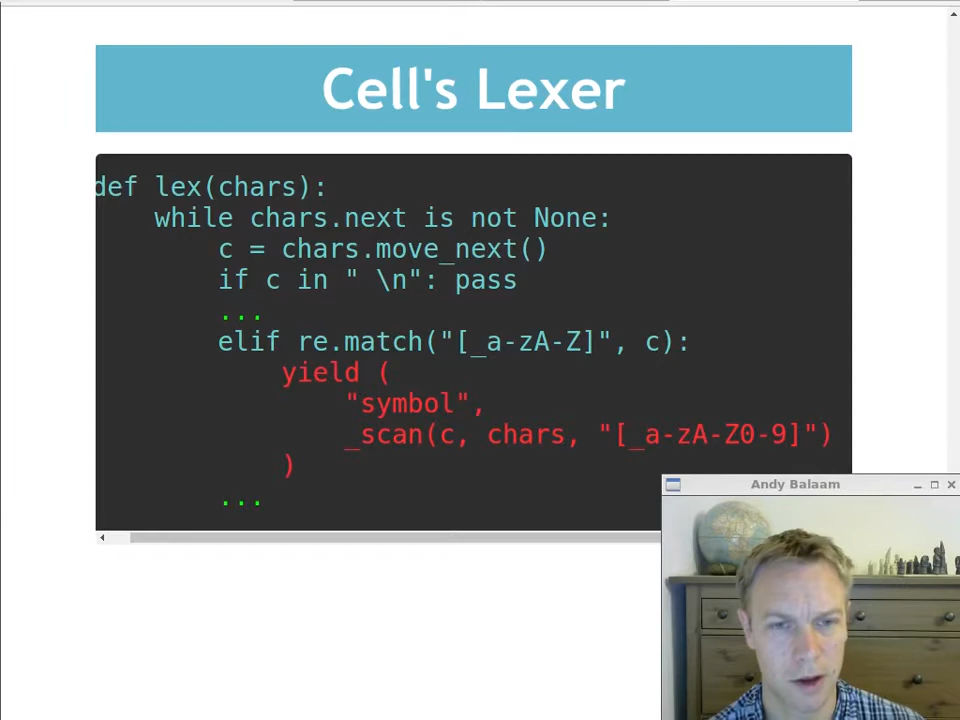 Cell's Lexer
def lex(chars):
    while chars.next is not None:
        c = chars.move_next()
        if c in " \n": pass
        ...
        elif re.match("[_a-zA-Z]", c):
            yield (
                "symbol",
                _scan(c, chars, "[_a-zA-Z0-9]")
            )
        ...
Andy Balaam